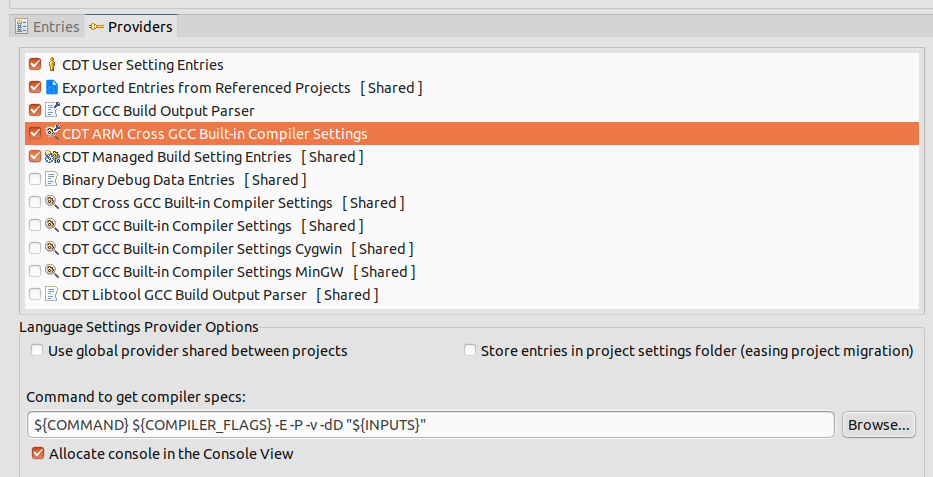 Entries Providers
CDT User Setting Entries
Exported Entries from Referenced Projects [ Shared ]
CDT GCC Build Output Parser
CDT ARM Cross GCC Built-in Compiler Settings
CDT Managed Build Setting Entries [ Shared ]
Binary Debug Data Entries [ Shared ]
CDT Cross GCC Built-in Compiler Settings [ Shared ]
CDT GCC Built-in Compiler Settings [ Shared ]
CDT GCC Built-in Compiler Settings Cygwin [ Shared ]
CDT GCC Built-in Compiler Settings MinGW [ Shared ]
CDT Libtool GCC Build Output Parser [ Shared ]
Language Settings Provider Options
Use global provider shared between projects Store entries in project settings folder (easing project migration)
Command to get compiler specs:
${COMMAND} ${COMPILER_FLAGS} -E -P -v -dD "${INPUTS}" Browse...
Allocate console in the Console View